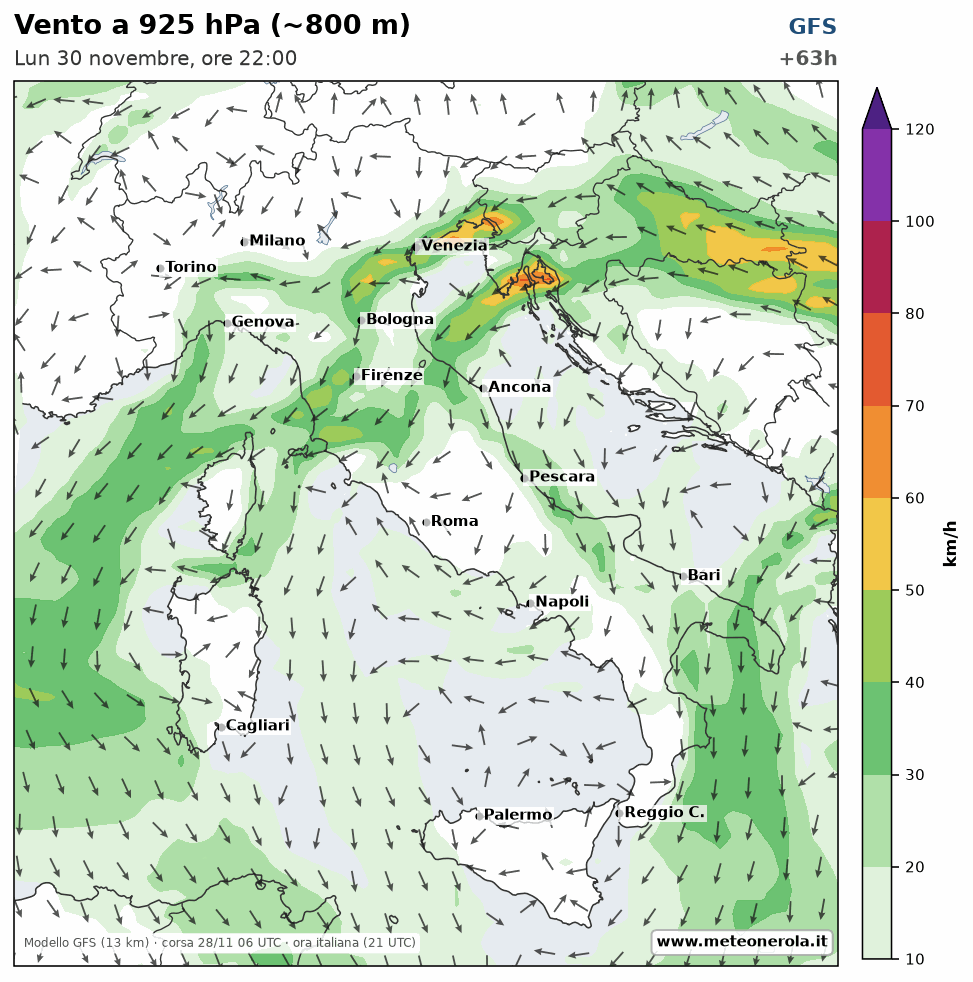 Vento a 925 hPa (~800 m)
GFS
Lun 30 novembre, ore 22:00
+63h
Milano
Venezia
Torino
Genova
Bologna
Firenze
Ancona
Pescara
Roma
Bari
Napoli
Cagliari
Palermo
Reggio C.
120
100
80
70
60
50
40
30
20
10
km/h
Modello GFS (13 km) · corsa 28/11 06 UTC · ora italiana (21 UTC)
www.meteonerola.it